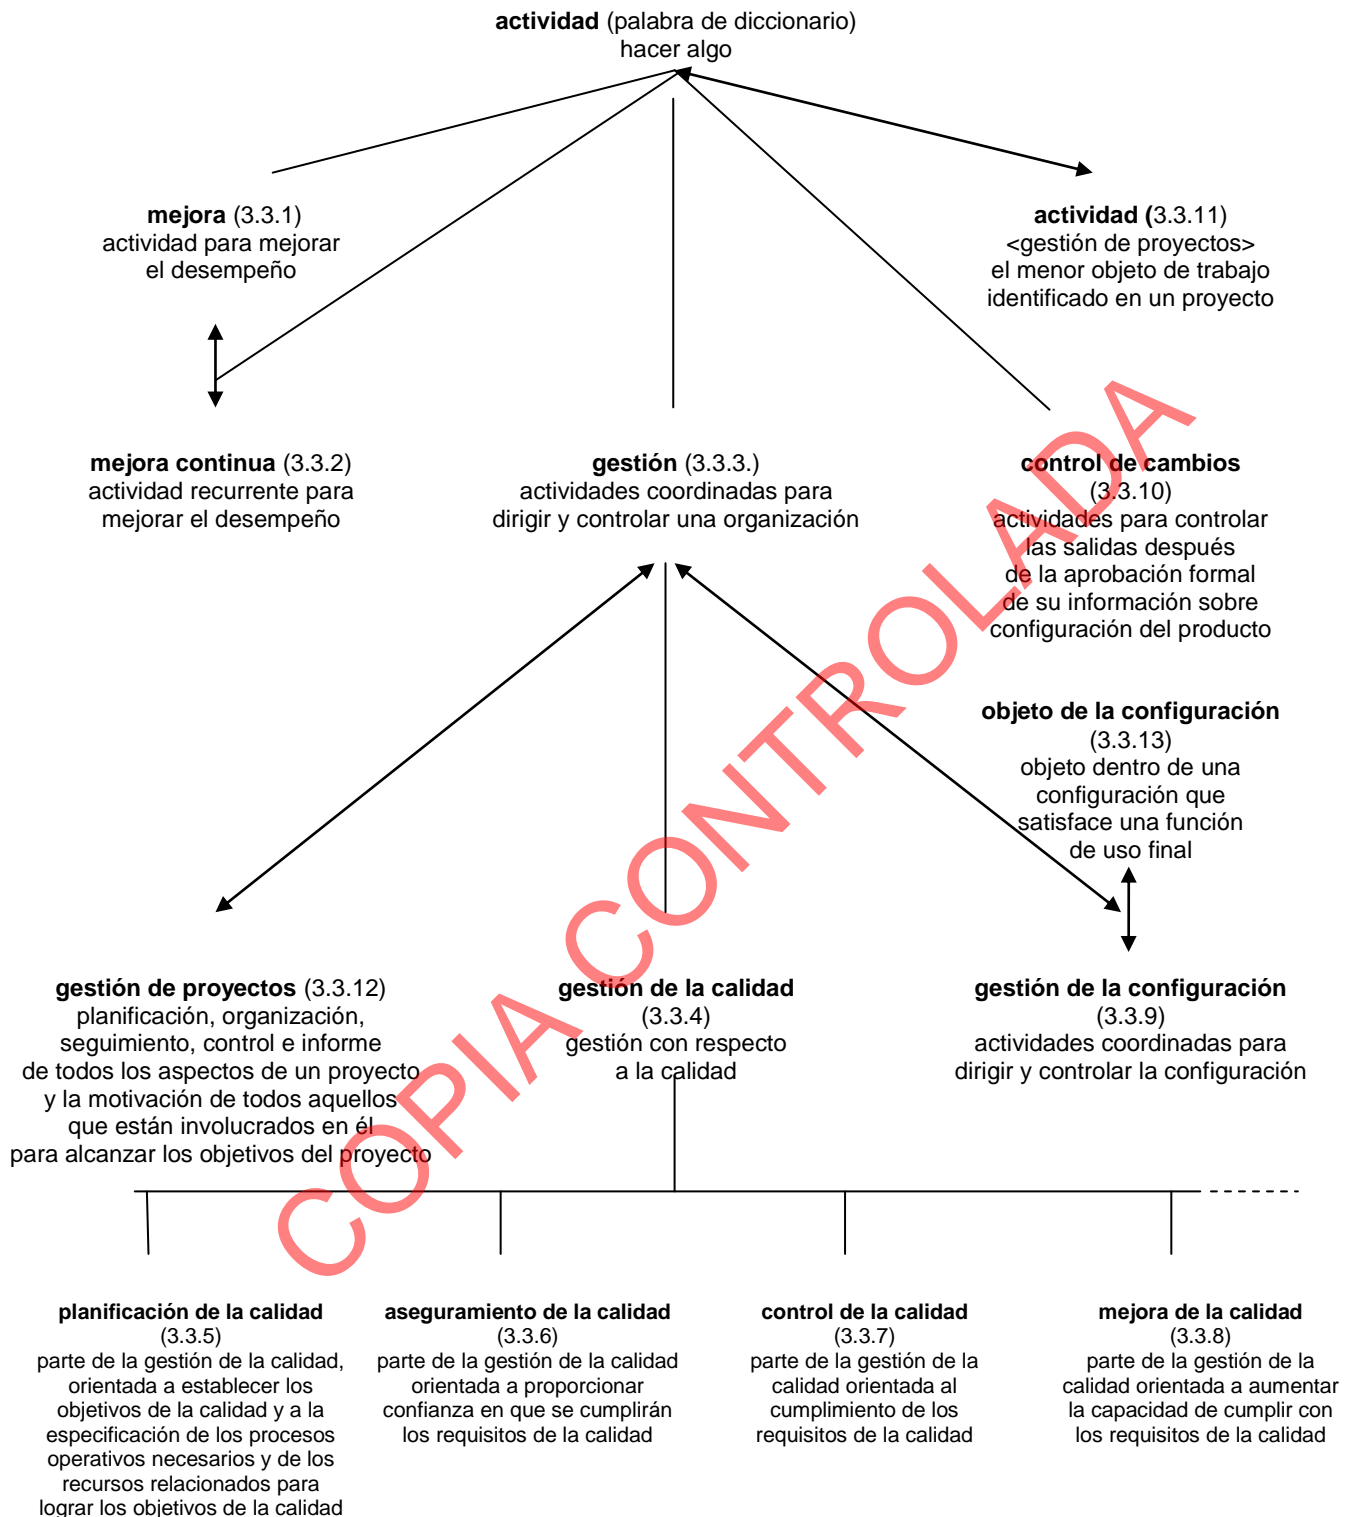 actividad (palabra de diccionario)
hacer algo
mejora (3.3.1)
actividad para mejorar
el desempeño
actividad (3.3.11)
<gestión de proyectos>
el menor objeto de trabajo
identificado en un proyecto
mejora continua (3.3.2)
actividad recurrente para
mejorar el desempeño
gestión (3.3.3.)
actividades coordinadas para
dirigir y controlar una organización
control de cambios
(3.3.10)
actividades para controlar
las salidas después
de la aprobación formal
de su información sobre
configuración del producto
objeto de la configuración
(3.3.13)
objeto dentro de una
configuración que
satisface una función
de uso final
gestión de proyectos (3.3.12)
planificación, organización,
seguimiento, control e informe
de todos los aspectos de un proyecto
y la motivación de todos aquellos
que están involucrados en él
para alcanzar los objetivos del proyecto
gestión de la calidad
(3.3.4)
gestión con respecto
a la calidad
gestión de la configuración
(3.3.9)
actividades coordinadas para
dirigir y controlar la configuración
planificación de la calidad
(3.3.5)
parte de la gestión de la calidad,
orientada a establecer los
objetivos de la calidad y a la
especificación de los procesos
operativos necesarios y de los
recursos relacionados para
lograr los objetivos de la calidad
aseguramiento de la calidad
(3.3.6)
parte de la gestión de la calidad
orientada a proporcionar
confianza en que se cumplirán
los requisitos de la calidad
control de la calidad
(3.3.7)
parte de la gestión de la
calidad orientada al
cumplimiento de los
requisitos de la calidad
mejora de la calidad
(3.3.8)
parte de la gestión de la
calidad orientada a aumentar
la capacidad de cumplir con
los requisitos de la calidad
COPIA CONTROLADA